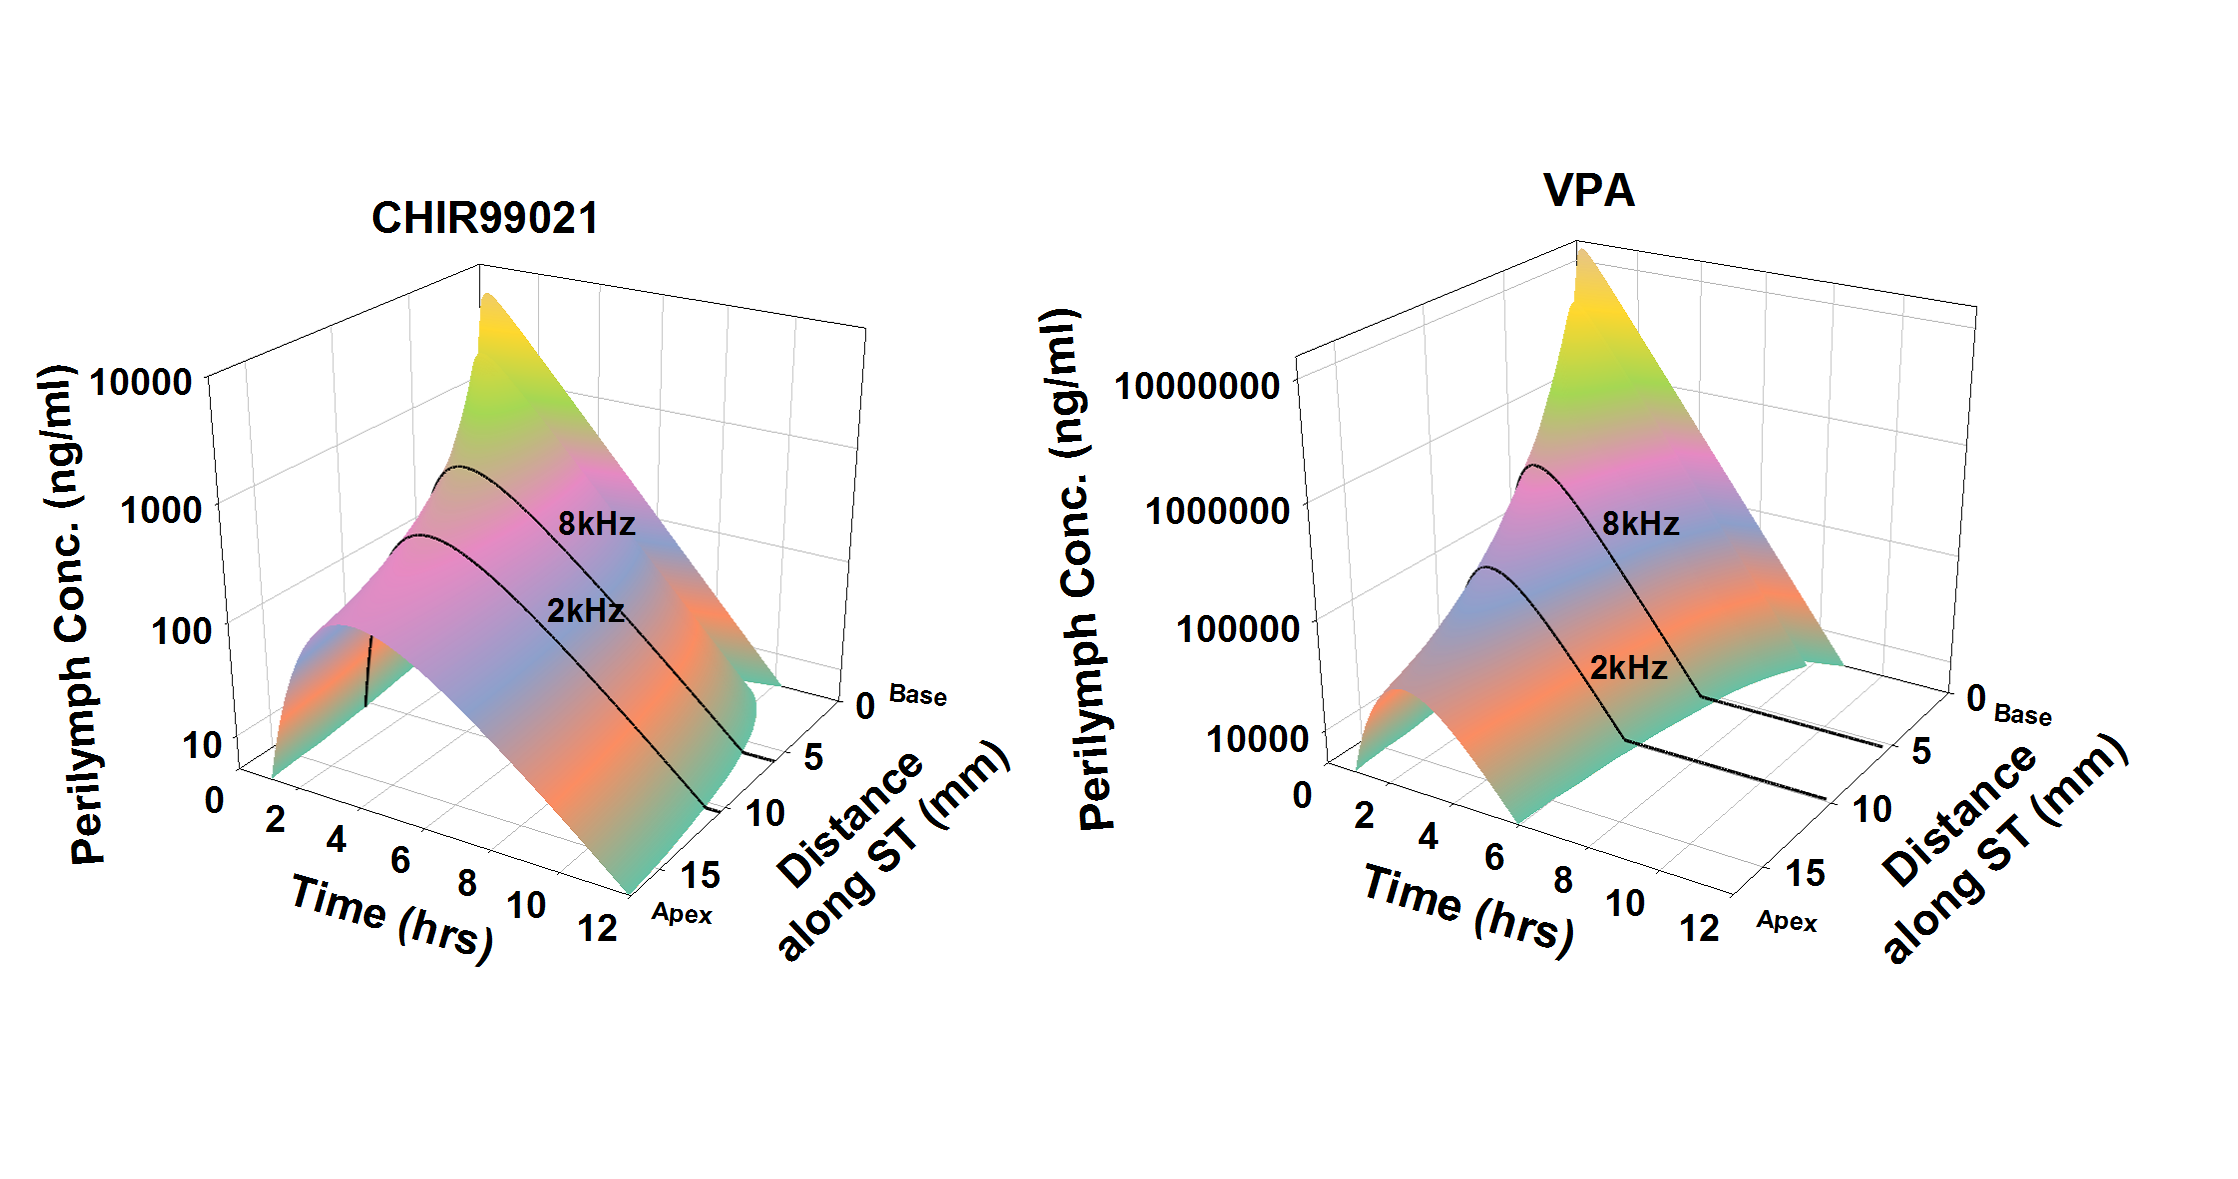 CHIR99021
Perilymph Conc. (ng/ml)
10000
1000
100
10
0
2
4
6
8
10
12
Time (hrs)
8kHz
2kHz
0 Base
5
10
15
Apex
Distance
along ST (mm)
VPA
Perilymph Conc. (ng/ml)
10000000
1000000
100000
10000
0
2
4
6
8
10
12
Time (hrs)
8kHz
2kHz
0 Base
5
10
15
Apex
Distance
along ST (mm)